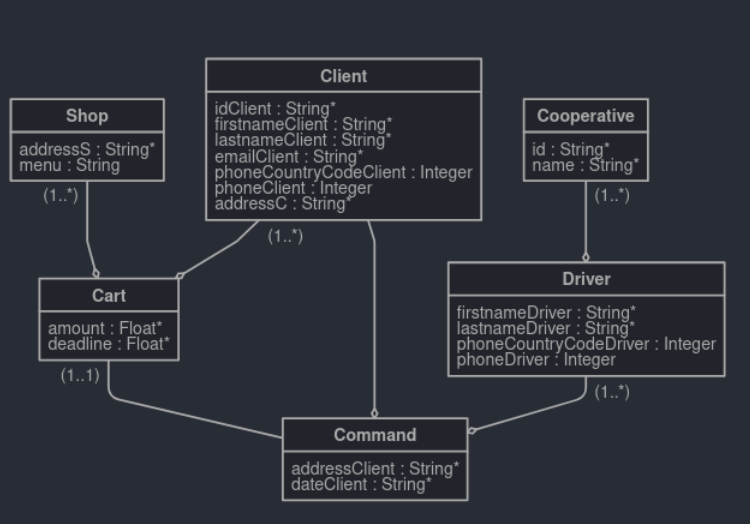 Client
idClient : String*
firstnameClient : String*
lastnameClient : String*
emailClient : String*
phoneCountryCodeClient : Integer
phoneClient : Integer
addressC : String*
(1..*)
Shop
addressS : String*
menu : String
(1..*)
Cooperative
id : String*
name : String*
(1..*)
Cart
amount : Float*
deadline : Float*
(1..1)
Driver
firstnameDriver : String*
lastnameDriver : String*
phoneCountryCodeDriver : Integer
phoneDriver : Integer
(1..*)
Command
addressClient : String*
dateClient : String*